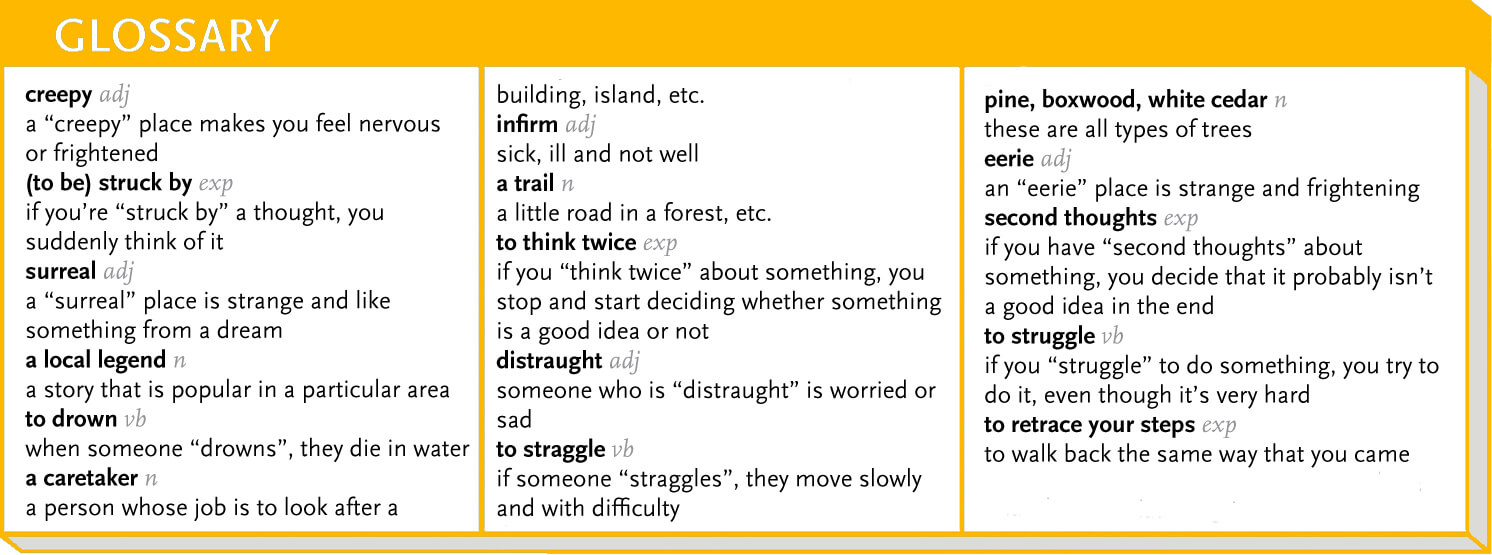 GLOSSARY
creepy adj
a “creepy” place makes you feel nervous
or frightened
(to be) struck by exp
if you’re “struck by” a thought, you
suddenly think of it
surreal adj
a “surreal” place is strange and like
something from a dream
a local legend n
a story that is popular in a particular area
to drown vb
when someone “drowns”, they die in water
a caretaker n
a person whose job is to look after a
building, island, etc.
infirm adj
sick, ill and not well
a trail n
a little road in a forest, etc.
to think twice exp
if you “think twice” about something, you
stop and start deciding whether something
is a good idea or not
distraught adj
someone who is “distraught” is worried or
sad
to straggle vb
if someone “straggles”, they move slowly
and with difficulty
pine, boxwood, white cedar n
these are all types of trees
eerie adj
an “eerie” place is strange and frightening
second thoughts exp
if you have “second thoughts” about
something, you decide that it probably isn’t
a good idea in the end
to struggle vb
if you “struggle” to do something, you try to
do it, even though it’s very hard
to retrace your steps exp
to walk back the same way that you came